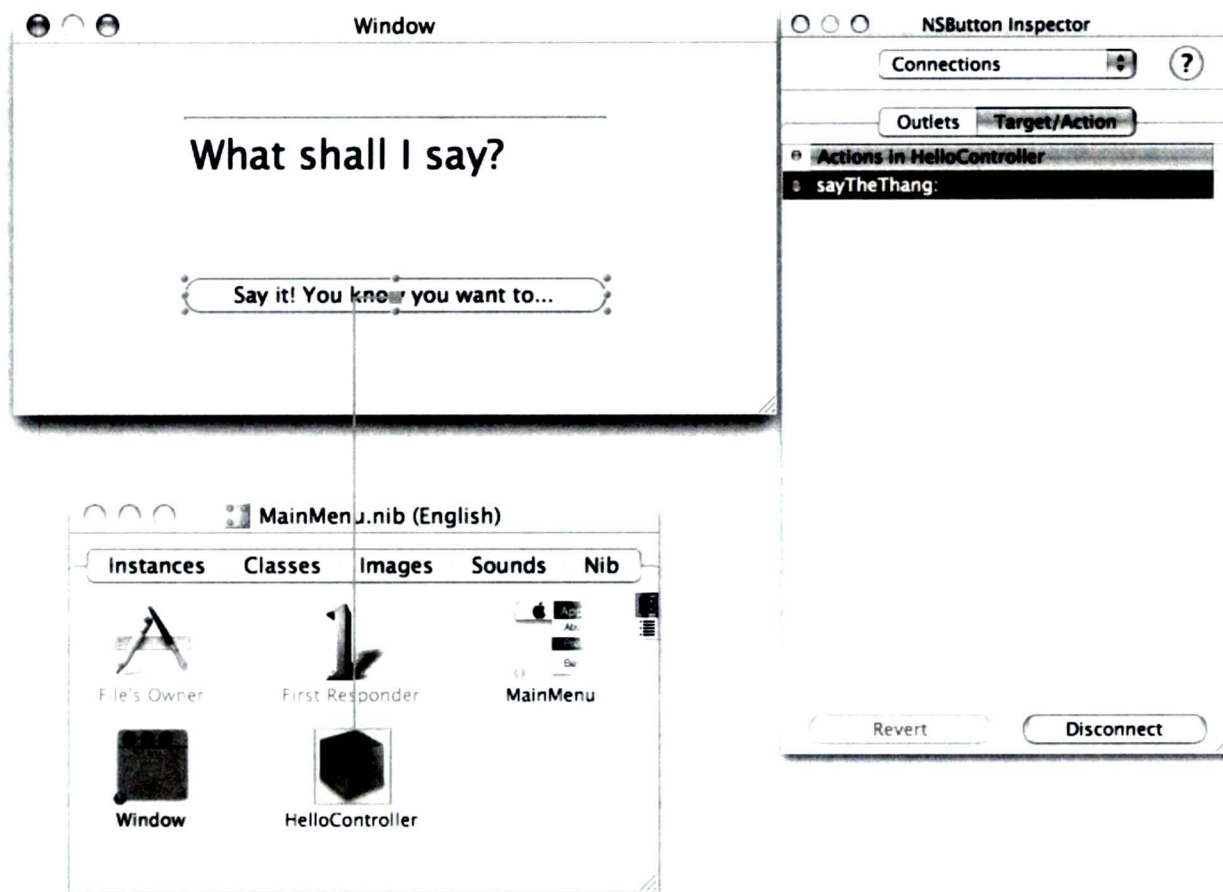 Window
What shall I say?
Say it! You know you want to...
NSButton Inspector
Connections
?
Outlets Target/Action
Actions in HelloController
sayTheThang:
Revert Disconnect
MainMenu.nib (English)
Instances Classes Images Sounds Nib
File's Owner First Responder MainMenu
Window HelloController